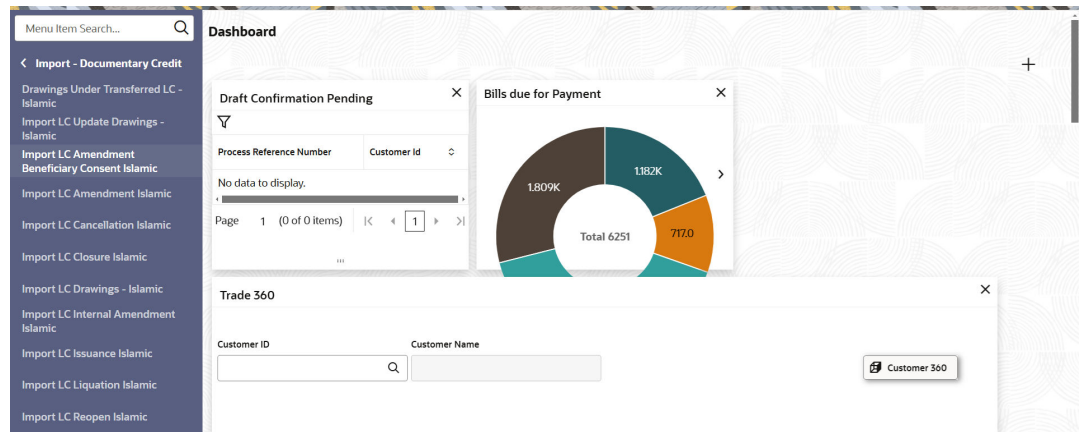 Menu Item Search...
Dashboard
Import - Documentary Credit
Drawings Under Transferred LC -
Islamic
Import LC Update Drawings -
Islamic
Import LC Amendment
Beneficiary Consent Islamic
Import LC Amendment Islamic
Import LC Cancellation Islamic
Import LC Closure Islamic
Import LC Drawings - Islamic
Import LC Internal Amendment
Islamic
Import LC Issuance Islamic
Import LC Liquation Islamic
Import LC Reopen Islamic
Draft Confirmation Pending
Process Reference Number Customer Id
No data to display.
Page 1 (0 of 0 items) 1
Bills due for Payment
1.182K
1.809K
717.0
Total 6251
Trade 360
Customer ID Customer Name
Customer 360